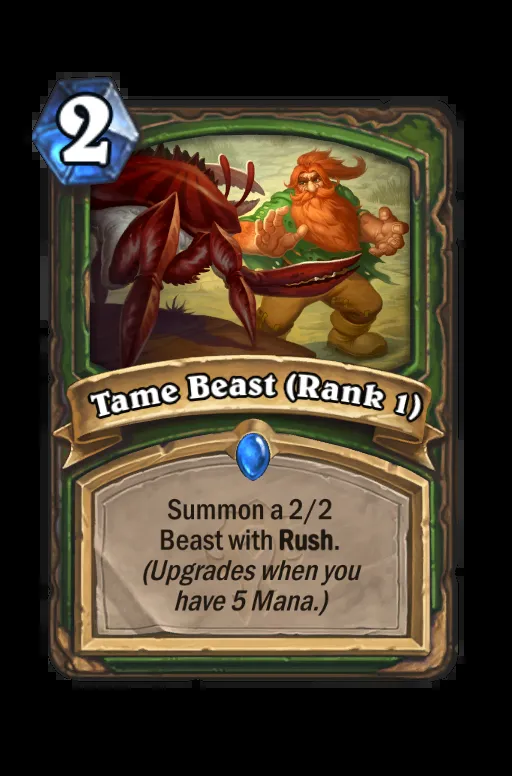 2
Tame Beast (Rank 1)
Summon a 2/2
Beast with Rush.
(Upgrades when you
have 5 Mana.)